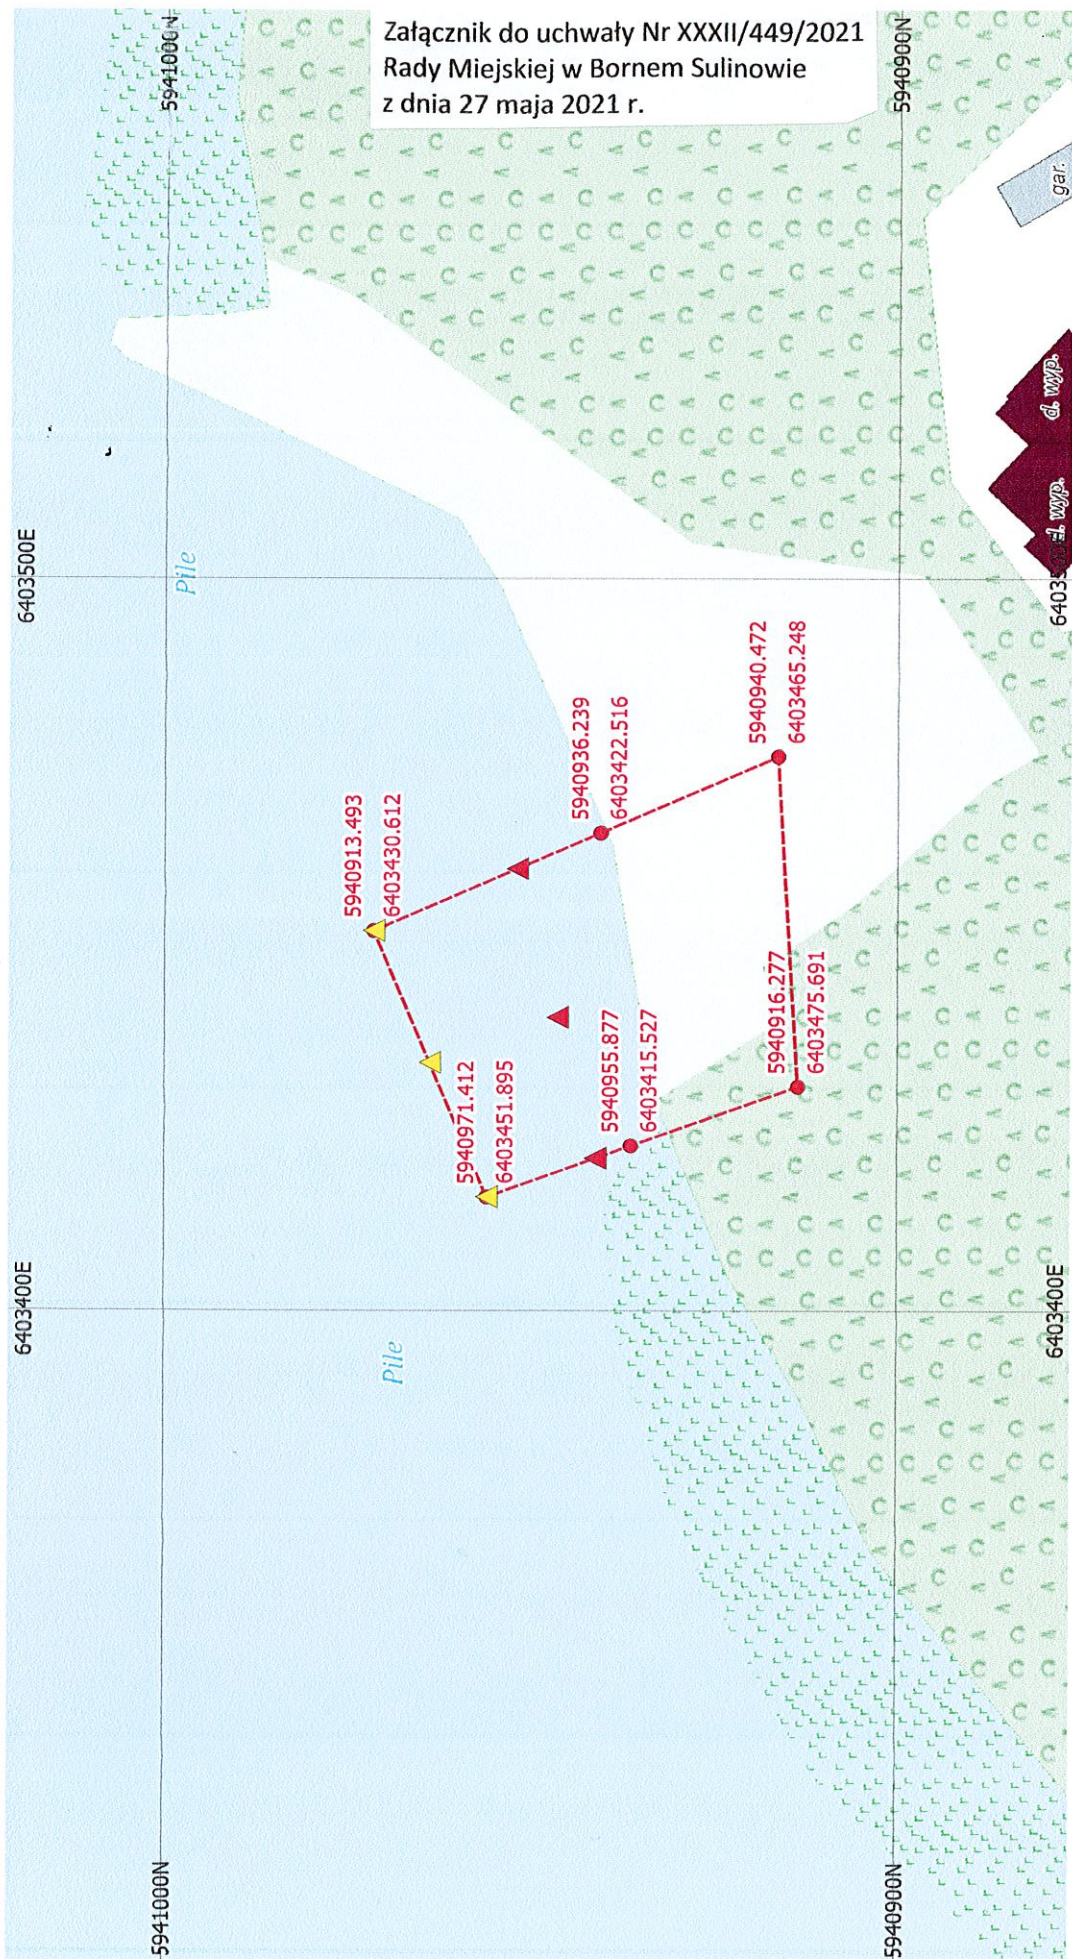 Załącznik do uchwały Nr XXXII/449/2021
Rady Miejskiej w Bornem Sulinowie
z dnia 27 maja 2021 r.
5941000N
5940900N
gar.
d. wyp.
d. wyp.
6403500E
Pile
5940940.472
6403465.248
5940936.239
6403422.516
5940913.493
6403430.612
5940916.277
6403475.691
5940955.877
6403415.527
5940971.412
6403451.895
6403400E
6403400E
Pile
5941000N
5940900N